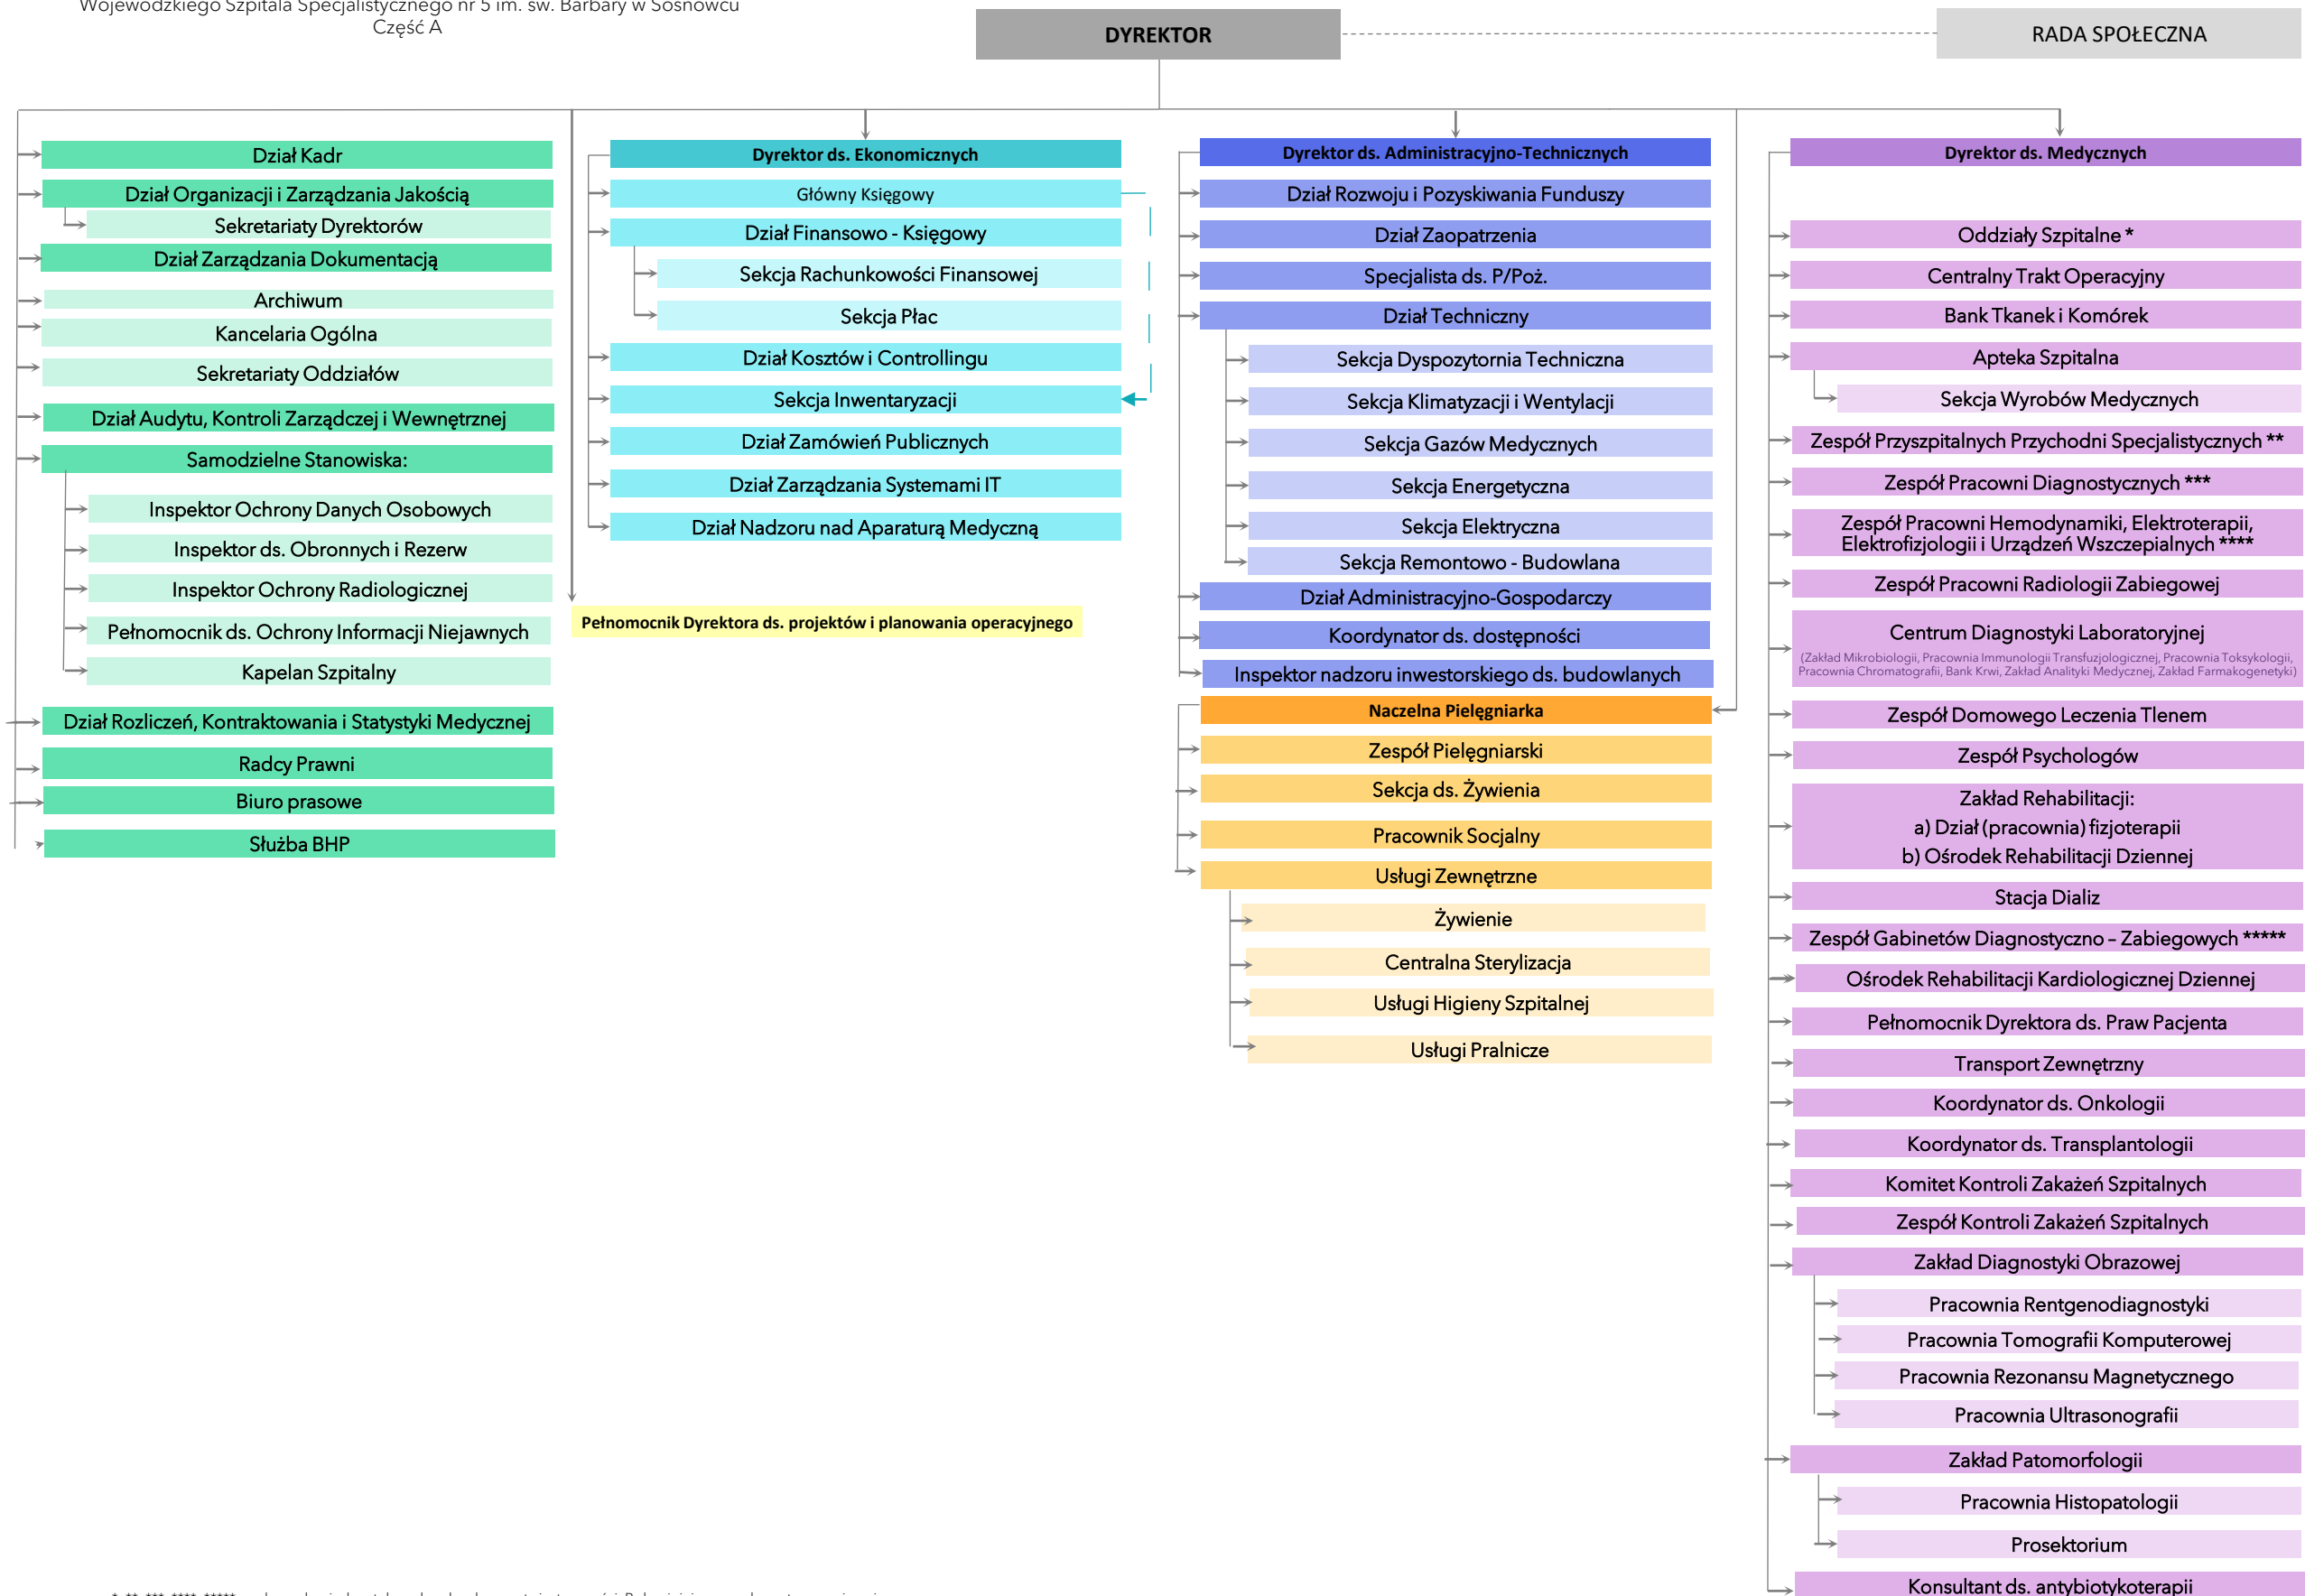 Wojewódzkiego Szpitala Specjalistycznego nr 5 im. św. Barbary w Sosnowcu
Część A
DYREKTOR
RADA SPOŁECZNA
Dział Kadr
Dział Organizacji i Zarządzania Jakością
Sekretariaty Dyrektorów
Dział Zarządzania Dokumentacją
Archiwum
Kancelaria Ogólna
Sekretariaty Oddziałów
Dział Audytu, Kontroli Zarządczej i Wewnętrznej
Samodzielne Stanowiska:
Inspektor Ochrony Danych Osobowych
Inspektor ds. Obronnych i Rezerw
Inspektor Ochrony Radiologicznej
Pełnomocnik ds. Ochrony Informacji Niejawnych
Kapelan Szpitalny
Dział Rozliczeń, Kontraktowania i Statystyki Medycznej
Radcy Prawni
Biuro prasowe
Służba BHP
Dyrektor ds. Ekonomicznych
Główny Księgowy
Dział Finansowo - Księgowy
Sekcja Rachunkowości Finansowej
Sekcja Płac
Dział Kosztów i Controllingu
Sekcja Inwentaryzacji
Dział Zamówień Publicznych
Dział Zarządzania Systemami IT
Dział Nadzoru nad Aparaturą Medyczną
Pełnomocnik Dyrektora ds. projektów i planowania operacyjnego
Dyrektor ds. Administracyjno-Technicznych
Dział Rozwoju i Pozyskiwania Funduszy
Dział Zaopatrzenia
Specjalista ds. P/Poż.
Dział Techniczny
Sekcja Dyspozytornia Techniczna
Sekcja Klimatyzacji i Wentylacji
Sekcja Gazów Medycznych
Sekcja Energetyczna
Sekcja Elektryczna
Sekcja Remontowo - Budowlana
Dział Administracyjno-Gospodarczy
Koordynator ds. dostępności
Inspektor nadzoru inwestorskiego ds. budowlanych
Naczelna Pielęgniarka
Zespół Pielęgniarski
Sekcja ds. Żywienia
Pracownik Socjalny
Usługi Zewnętrzne
Żywienie
Centralna Sterylizacja
Usługi Higieny Szpitalnej
Usługi Pralnicze
Dyrektor ds. Medycznych
Oddziały Szpitalne *
Centralny Trakt Operacyjny
Bank Tkanek i Komórek
Apteka Szpitalna
Sekcja Wyrobów Medycznych
Zespół Przyszpitalnych Przychodni Specjalistycznych **
Zespół Pracowni Diagnostycznych ***
Zespół Pracowni Hemodynamiki, Elektroterapii,
Elektrofizjologii i Urządzeń Wszczepialnych ****
Zespół Pracowni Radiologii Zabiegowej
Centrum Diagnostyki Laboratoryjnej
(Zakład Mikrobiologii, Pracownia Immunologii Transfuzjologicznej, Pracownia Toksykologii,
Pracownia Chromatografii, Bank Krwi, Zakład Analityki Medycznej, Zakład Farmakogenetyki)
Zespół Domowego Leczenia Tlenem
Zespół Psychologów
Zakład Rehabilitacji:
a) Dział (pracownia) fizjoterapii
b) Ośrodek Rehabilitacji Dziennej
Stacja Dializ
Zespół Gabinetów Diagnostyczno – Zabiegowych *****
Ośrodek Rehabilitacji Kardiologicznej Dziennej
Pełnomocnik Dyrektora ds. Praw Pacjenta
Transport Zewnętrzny
Koordynator ds. Onkologii
Koordynator ds. Transplantologii
Komitet Kontroli Zakażeń Szpitalnych
Zespół Kontroli Zakażeń Szpitalnych
Zakład Diagnostyki Obrazowej
Pracownia Rentgenodiagnostyki
Pracownia Tomografii Komputerowej
Pracownia Rezonansu Magnetycznego
Pracownia Ultrasonografii
Zakład Patomorfologii
Pracownia Histopatologii
Prosektorium
Konsultant ds. antybiotykoterapii